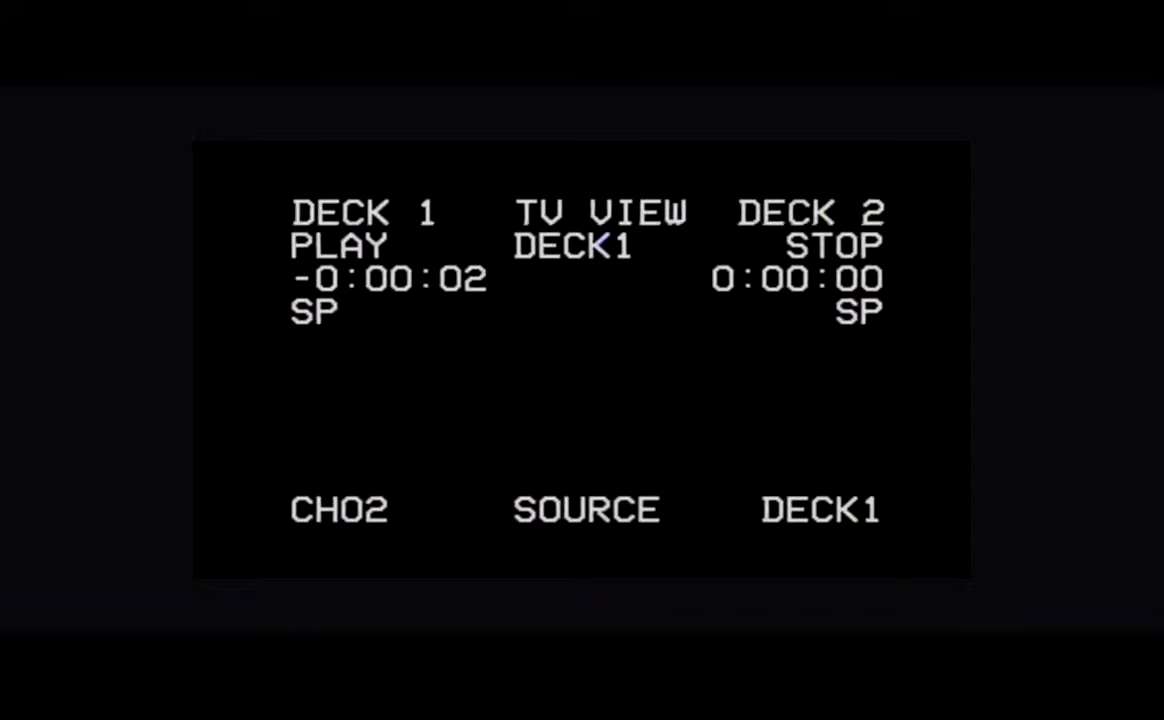 DECK 1 TV VIEW DECK 2
PLAY DECK1 STOP
-0:00:02 0:00:00
SP SP
CH02 SOURCE DECK1